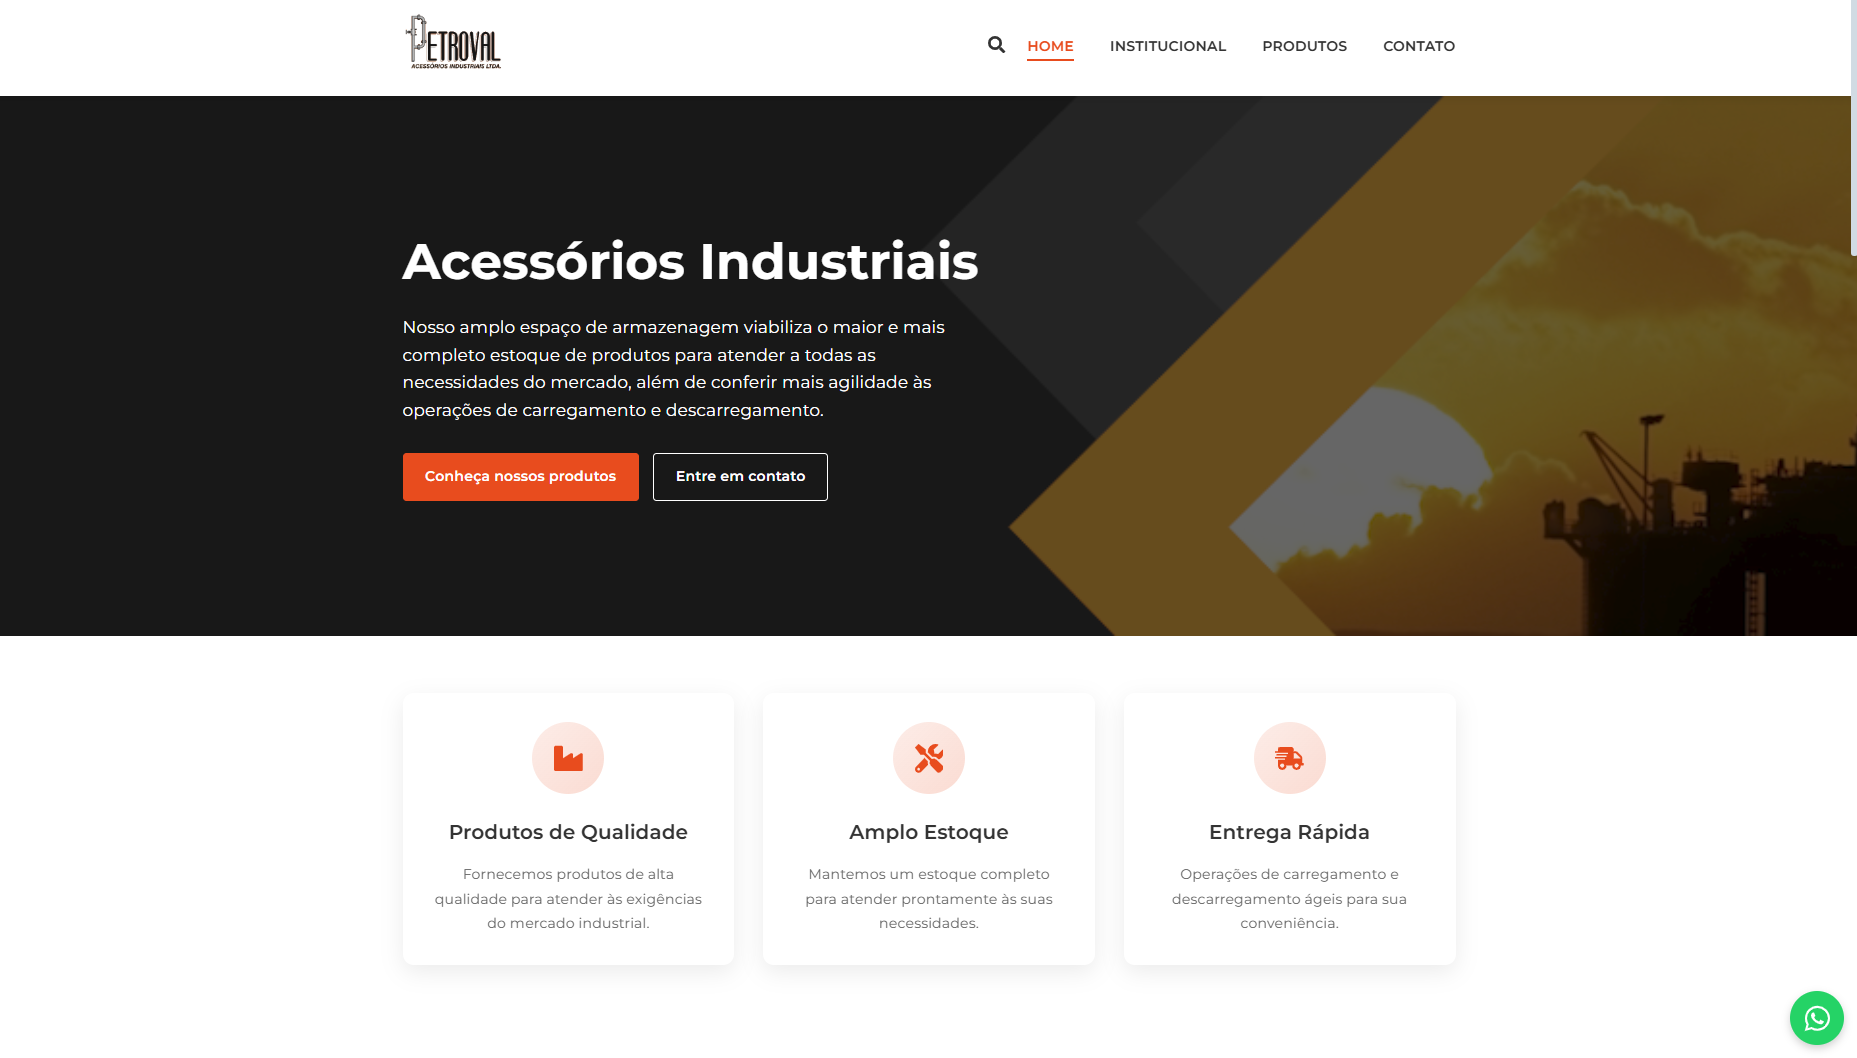 PETROVAL
ACESSÓRIOS INDUSTRIAIS LTDA.
HOME
INSTITUCIONAL
PRODUTOS
CONTATO
Acessórios Industriais
Nosso amplo espaço de armazenagem viabiliza o maior e mais
completo estoque de produtos para atender a todas as
necessidades do mercado, além de conferir mais agilidade às
operações de carregamento e descarregamento.
Conheça nossos produtos
Entre em contato
Produtos de Qualidade
Fornecemos produtos de alta
qualidade para atender às exigências
do mercado industrial.
Amplo Estoque
Mantemos um estoque completo
para atender prontamente às suas
necessidades.
Entrega Rápida
Operações de carregamento e
descarregamento ágeis para sua
conveniência.